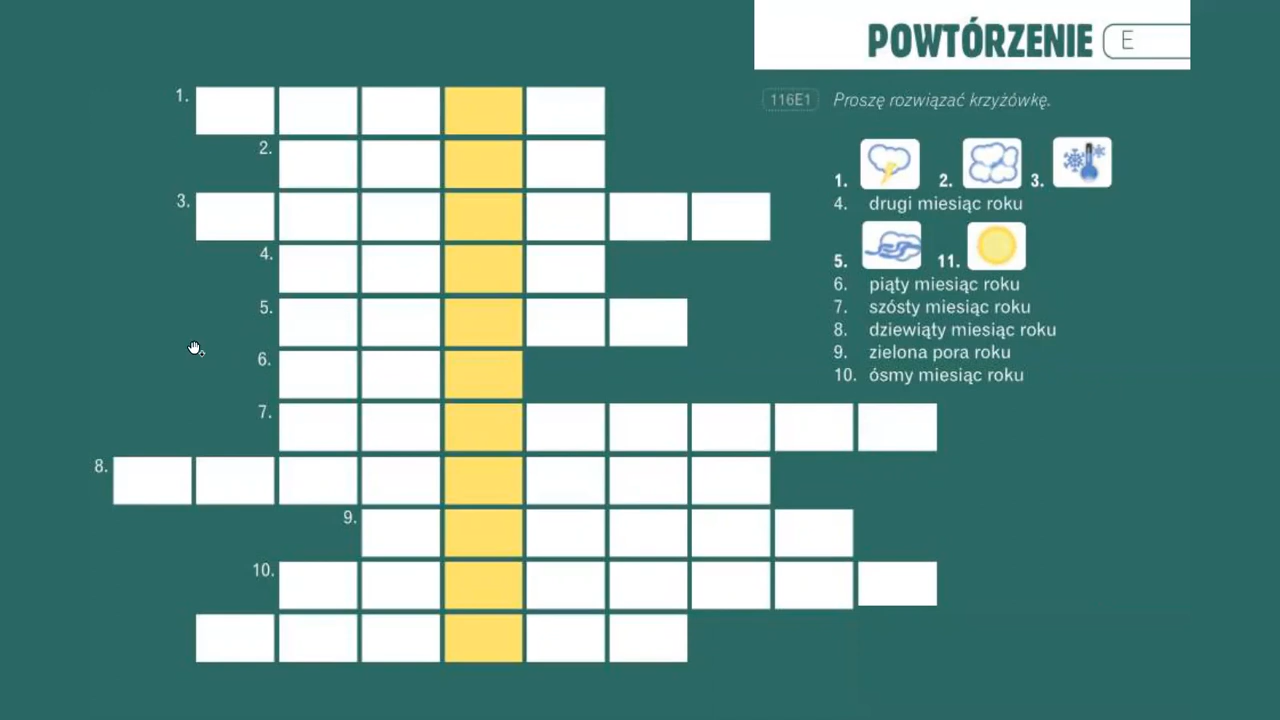 POWTÓRZENIE E
116E1 Proszę rozwiązać krzyżówkę.
1. 2. 3.
4. drugi miesiąc roku
5. 11.
6. piąty miesiąc roku
7. szósty miesiąc roku
8. dziewiąty miesiąc roku
9. zielona pora roku
10. ósmy miesiąc roku
1.
2.
3.
4.
5.
6.
7.
8.
9.
10.